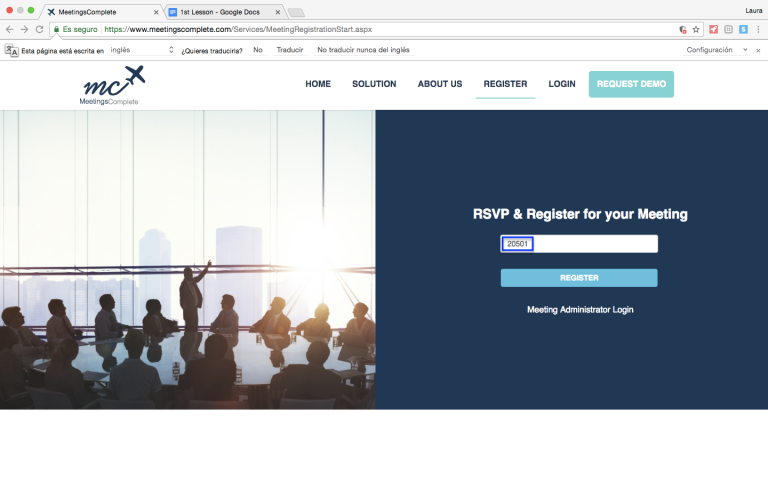 MeetingsComplete
1st Lesson - Google Docs
Laura
Es seguro https://www.meetingscomplete.com/Services/MeetingRegistrationStart.aspx
Esta página está escrita en inglés ¿Quieres traducirla? No Traducir No traducir nunca del inglés Configuración
mc
MeetingsComplete
HOME SOLUTION ABOUT US REGISTER LOGIN REQUEST DEMO
RSVP & Register for your Meeting
20501
REGISTER
Meeting Administrator Login